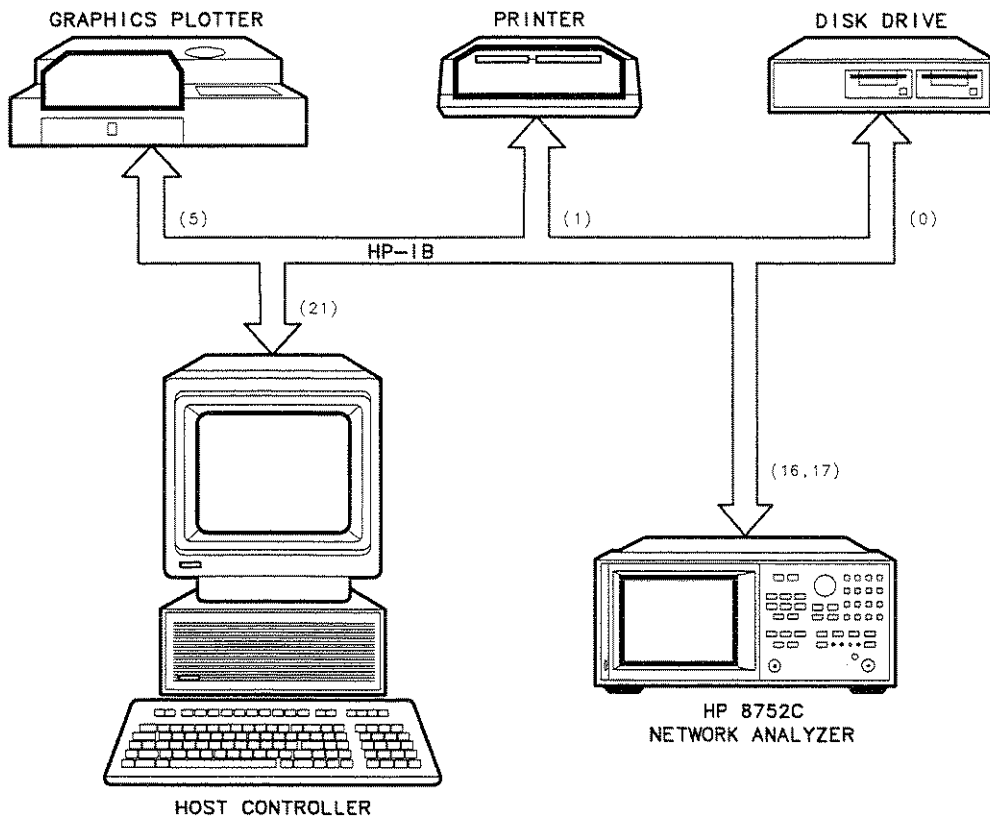 GRAPHICS PLOTTER
PRINTER
DISK DRIVE
(5)
(1)
(0)
HP-IB
(21)
(16,17)
HP 8752C
NETWORK ANALYZER
HOST CONTROLLER